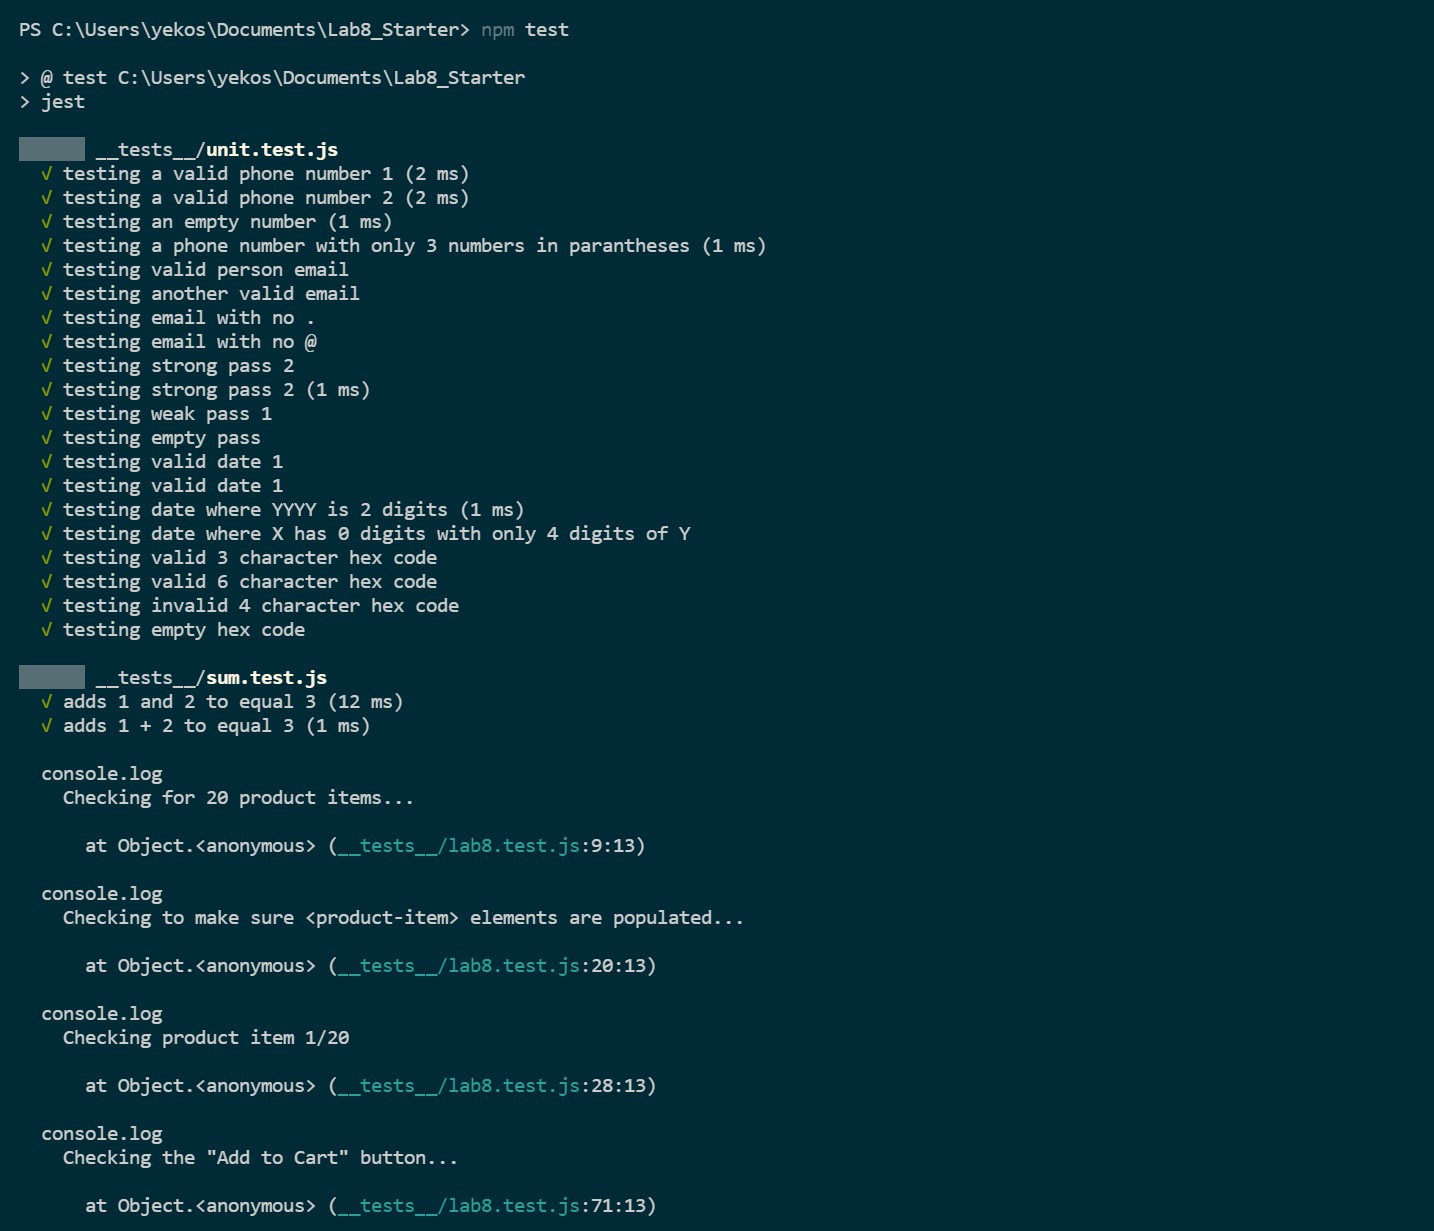 PS C:\Users\yekos\Documents\Lab8_Starter> npm test
> @ test C:\Users\yekos\Documents\Lab8_Starter
> jest
__tests__/unit.test.js
√ testing a valid phone number 1 (2 ms)
√ testing a valid phone number 2 (2 ms)
√ testing an empty number (1 ms)
√ testing a phone number with only 3 numbers in parantheses (1 ms)
√ testing valid person email
√ testing another valid email
√ testing email with no .
√ testing email with no @
√ testing strong pass 2
√ testing strong pass 2 (1 ms)
√ testing weak pass 1
√ testing empty pass
√ testing valid date 1
√ testing valid date 1
√ testing date where YYYY is 2 digits (1 ms)
√ testing date where X has 0 digits with only 4 digits of Y
√ testing valid 3 character hex code
√ testing valid 6 character hex code
√ testing invalid 4 character hex code
√ testing empty hex code
__tests__/sum.test.js
√ adds 1 and 2 to equal 3 (12 ms)
√ adds 1 + 2 to equal 3 (1 ms)
console.log
Checking for 20 product items...
at Object.<anonymous> (__tests__/lab8.test.js:9:13)
console.log
Checking to make sure <product-item> elements are populated...
at Object.<anonymous> (__tests__/lab8.test.js:20:13)
console.log
Checking product item 1/20
at Object.<anonymous> (__tests__/lab8.test.js:28:13)
console.log
Checking the "Add to Cart" button...
at Object.<anonymous> (__tests__/lab8.test.js:71:13)